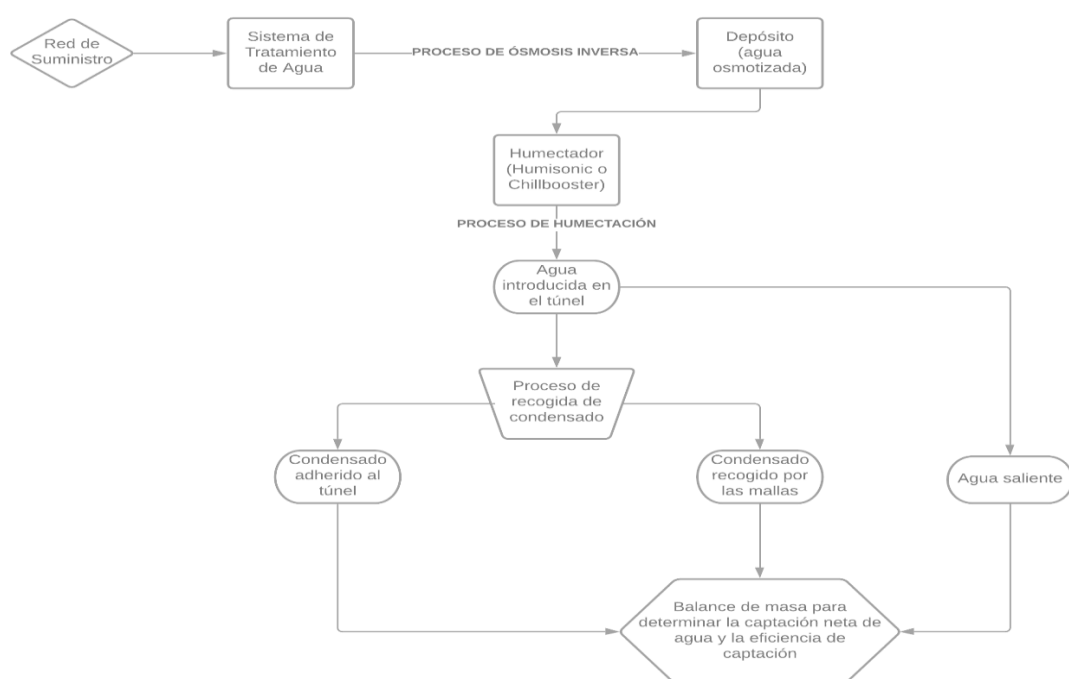 Red de
Suministro
Sistema de
Tratamiento
de Agua
PROCESO DE ÓSMOSIS INVERSA
Depósito
(agua
osmotizada)
Humectador
(Humisonic o
Chillbooster)
PROCESO DE HUMECTACIÓN
Agua
introducida en
el túnel
Proceso de
recogida de
condensado
Condensado
adherido al
túnel
Condensado
recogido por
las mallas
Agua saliente
Balance de masa para
determinar la captación neta de
agua y la eficiencia de
captación